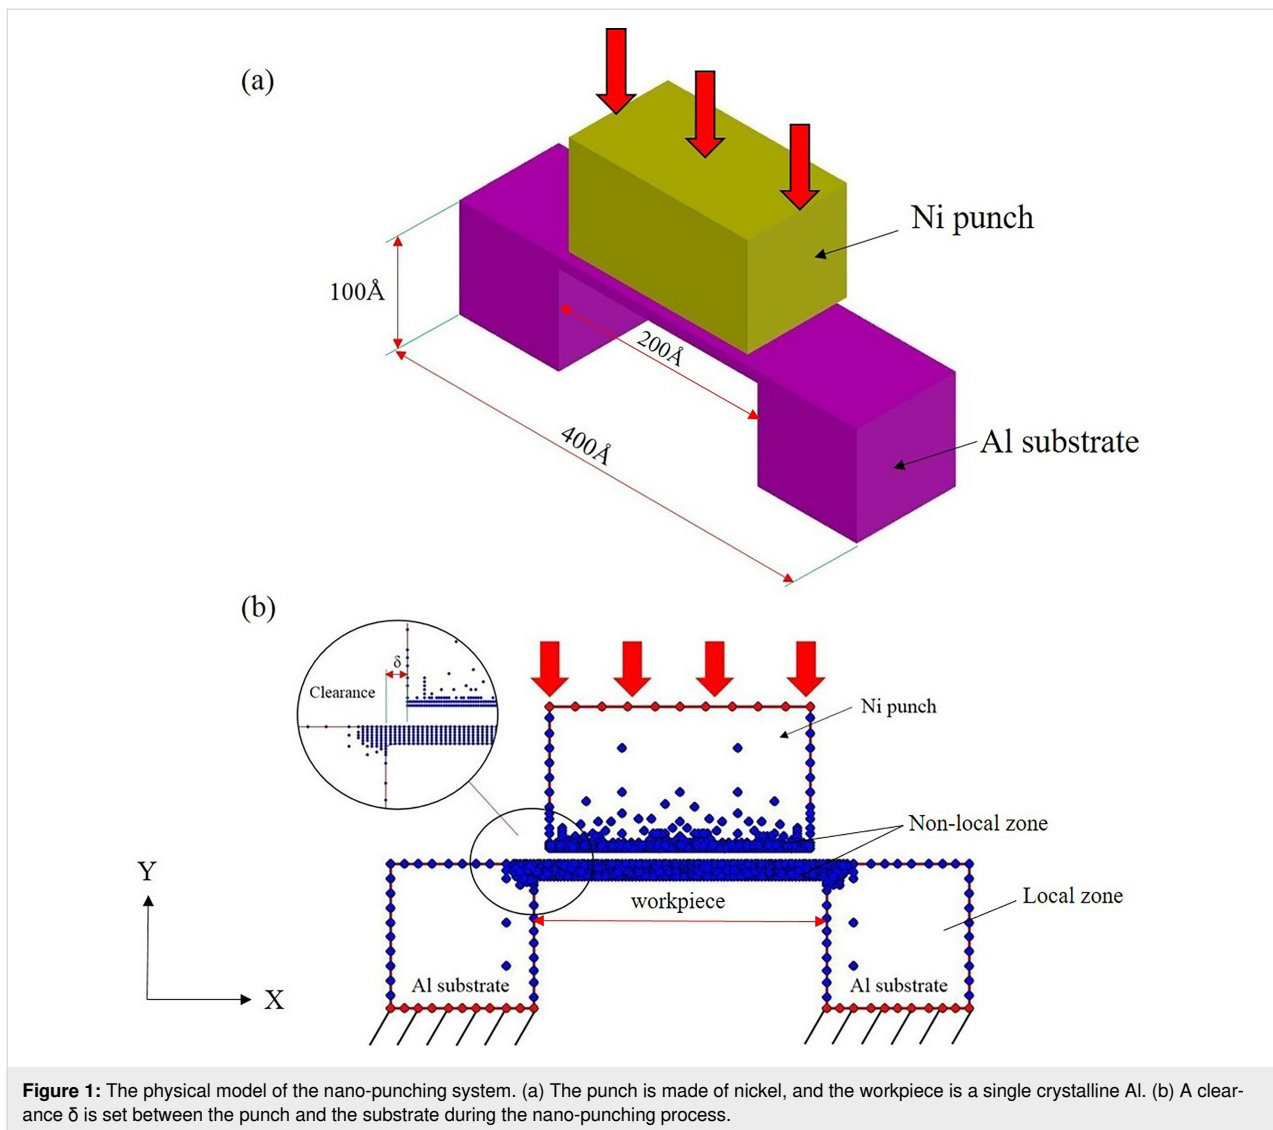 (a)
Ni punch
100Å
200Å
400Å
Al substrate
(b)
δ
Clearance
Ni punch
Non-local zone
Y
workpiece
Local zone
Al substrate
Al substrate
X
Figure 1: The physical model of the nano-punching system. (a) The punch is made of nickel, and the workpiece is a single crystalline Al. (b) A clear-
ance δ is set between the punch and the substrate during the nano-punching process.